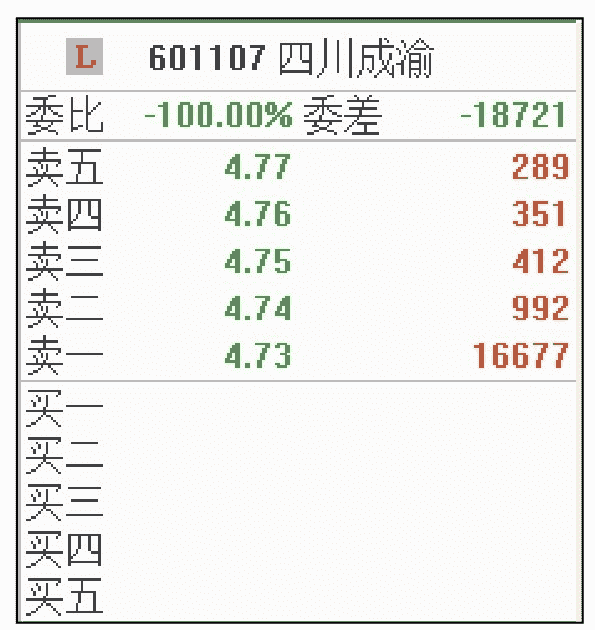 L 601107 四川成渝
委比 -100.00% 委差 -18721
卖五 4.77 289
卖四 4.76 351
卖三 4.75 412
卖二 4.74 992
卖一 4.73 16677
买一
买二
买三
买四
买五